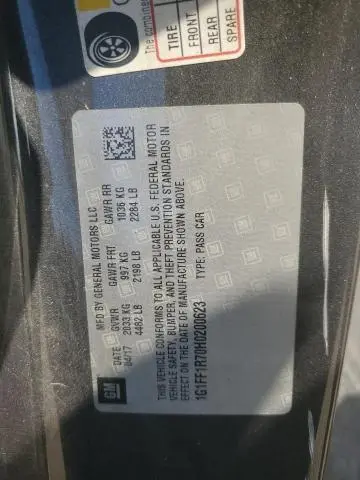 The combined
TIRE
FRONT
REAR
SPARE
MFD BY GENERAL MOTORS LLC
DATE GVWR GAWR FRT GAWR RR
04/17 2033 KG 997 KG 1036 KG
4482 LB 2198 LB 2284 LB
THIS VEHICLE CONFORMS TO ALL APPLICABLE U.S. FEDERAL MOTOR
VEHICLE SAFETY, BUMPER, AND THEFT PREVENTION STANDARDS IN
EFFECT ON THE DATE OF MANUFACTURE SHOWN ABOVE.
1G1FF1R70H0200623 TYPE: PASS CAR
GM